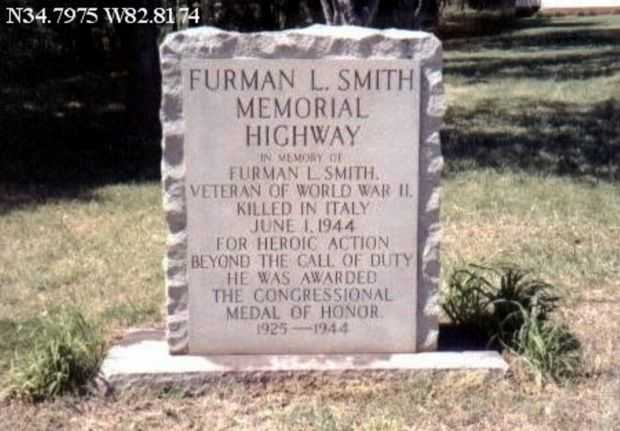 N34.7975 W82.8174
FURMAN L. SMITH
MEMORIAL
HIGHWAY
IN MEMORY OF
FURMAN L. SMITH,
VETERAN OF WORLD WAR II,
KILLED IN ITALY
JUNE 1, 1944
FOR HEROIC ACTION
BEYOND THE CALL OF DUTY
HE WAS AWARDED
THE CONGRESSIONAL
MEDAL OF HONOR.
1925—1944